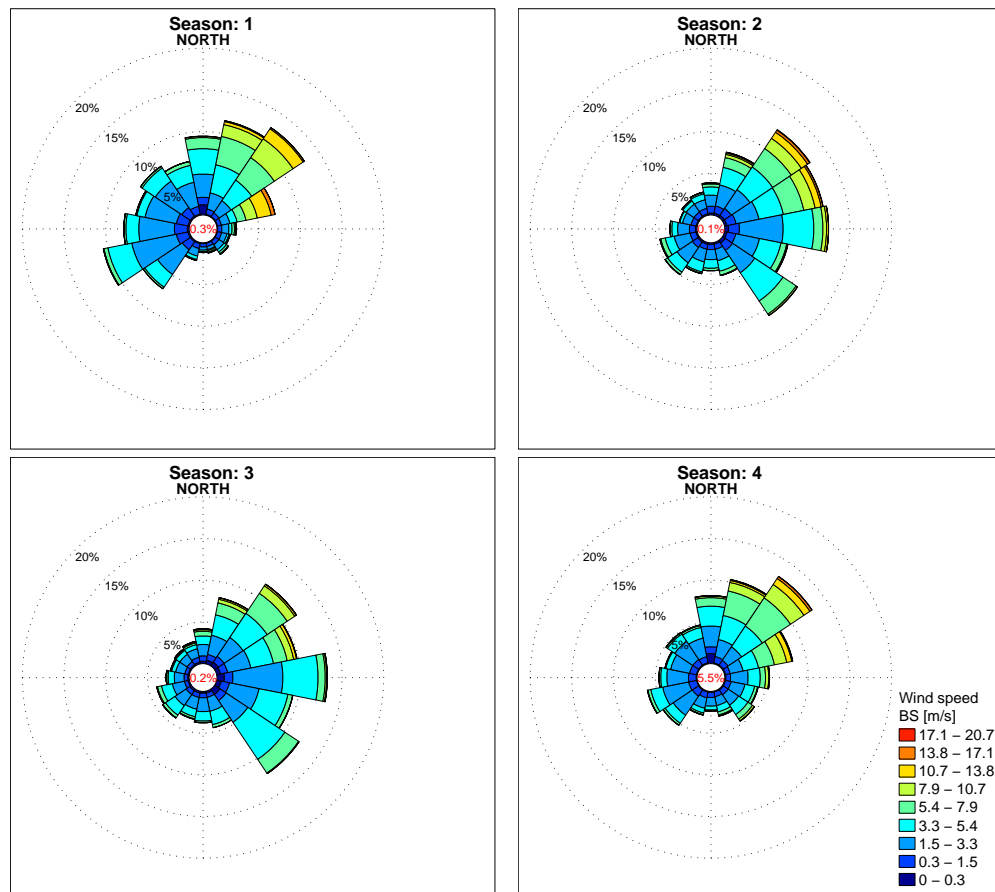 Season: 1
NORTH
20%
15%
10%
5%
0.3%
Season: 2
NORTH
20%
15%
10%
5%
0.1%
Season: 3
NORTH
20%
15%
10%
5%
0.2%
Season: 4
NORTH
20%
15%
10%
5%
5.5%
Wind speed
BS [m/s]
17.1 – 20.7
13.8 – 17.1
10.7 – 13.8
7.9 – 10.7
5.4 – 7.9
3.3 – 5.4
1.5 – 3.3
0.3 – 1.5
0 – 0.3